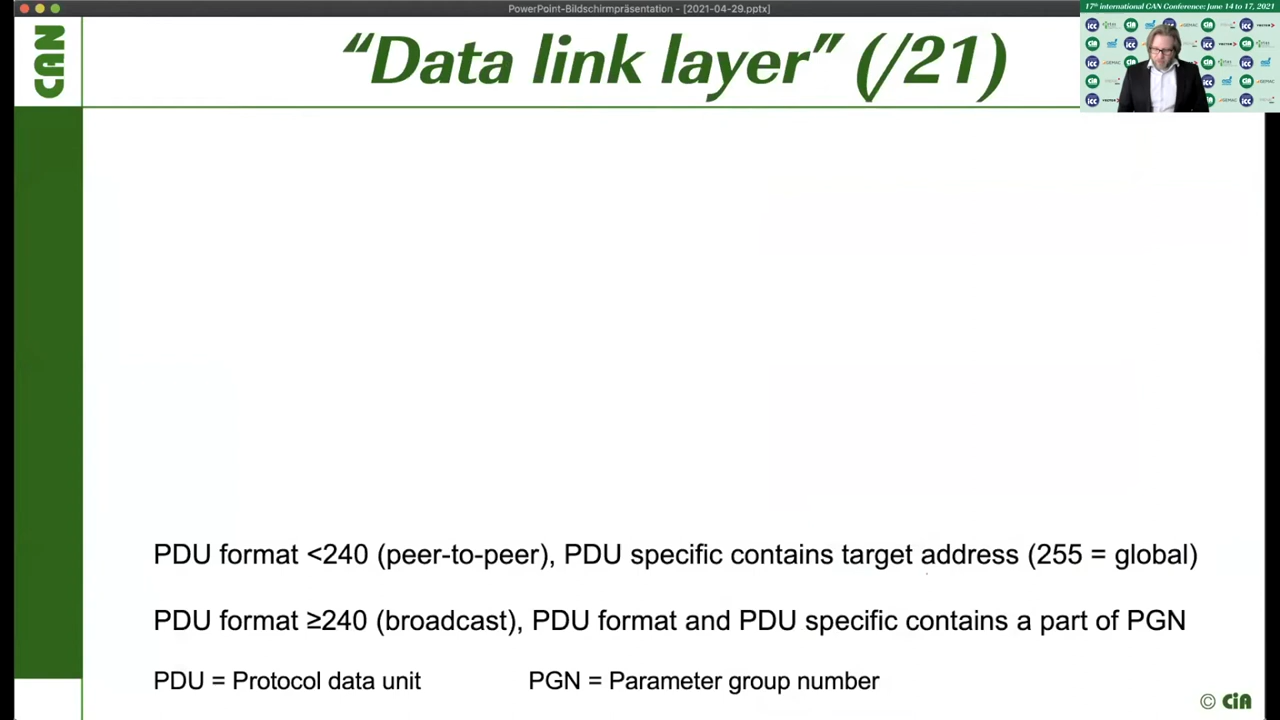 PowerPoint-Bildschirmpräsentation - [2021-04-29.pptx]
17th international CAN Conference: June 14 to 17, 2021
CAN
“Data link layer” (/21)
PDU format <240 (peer-to-peer), PDU specific contains target address (255 = global)
PDU format ≥240 (broadcast), PDU format and PDU specific contains a part of PGN
PDU = Protocol data unit
PGN = Parameter group number
© CiA